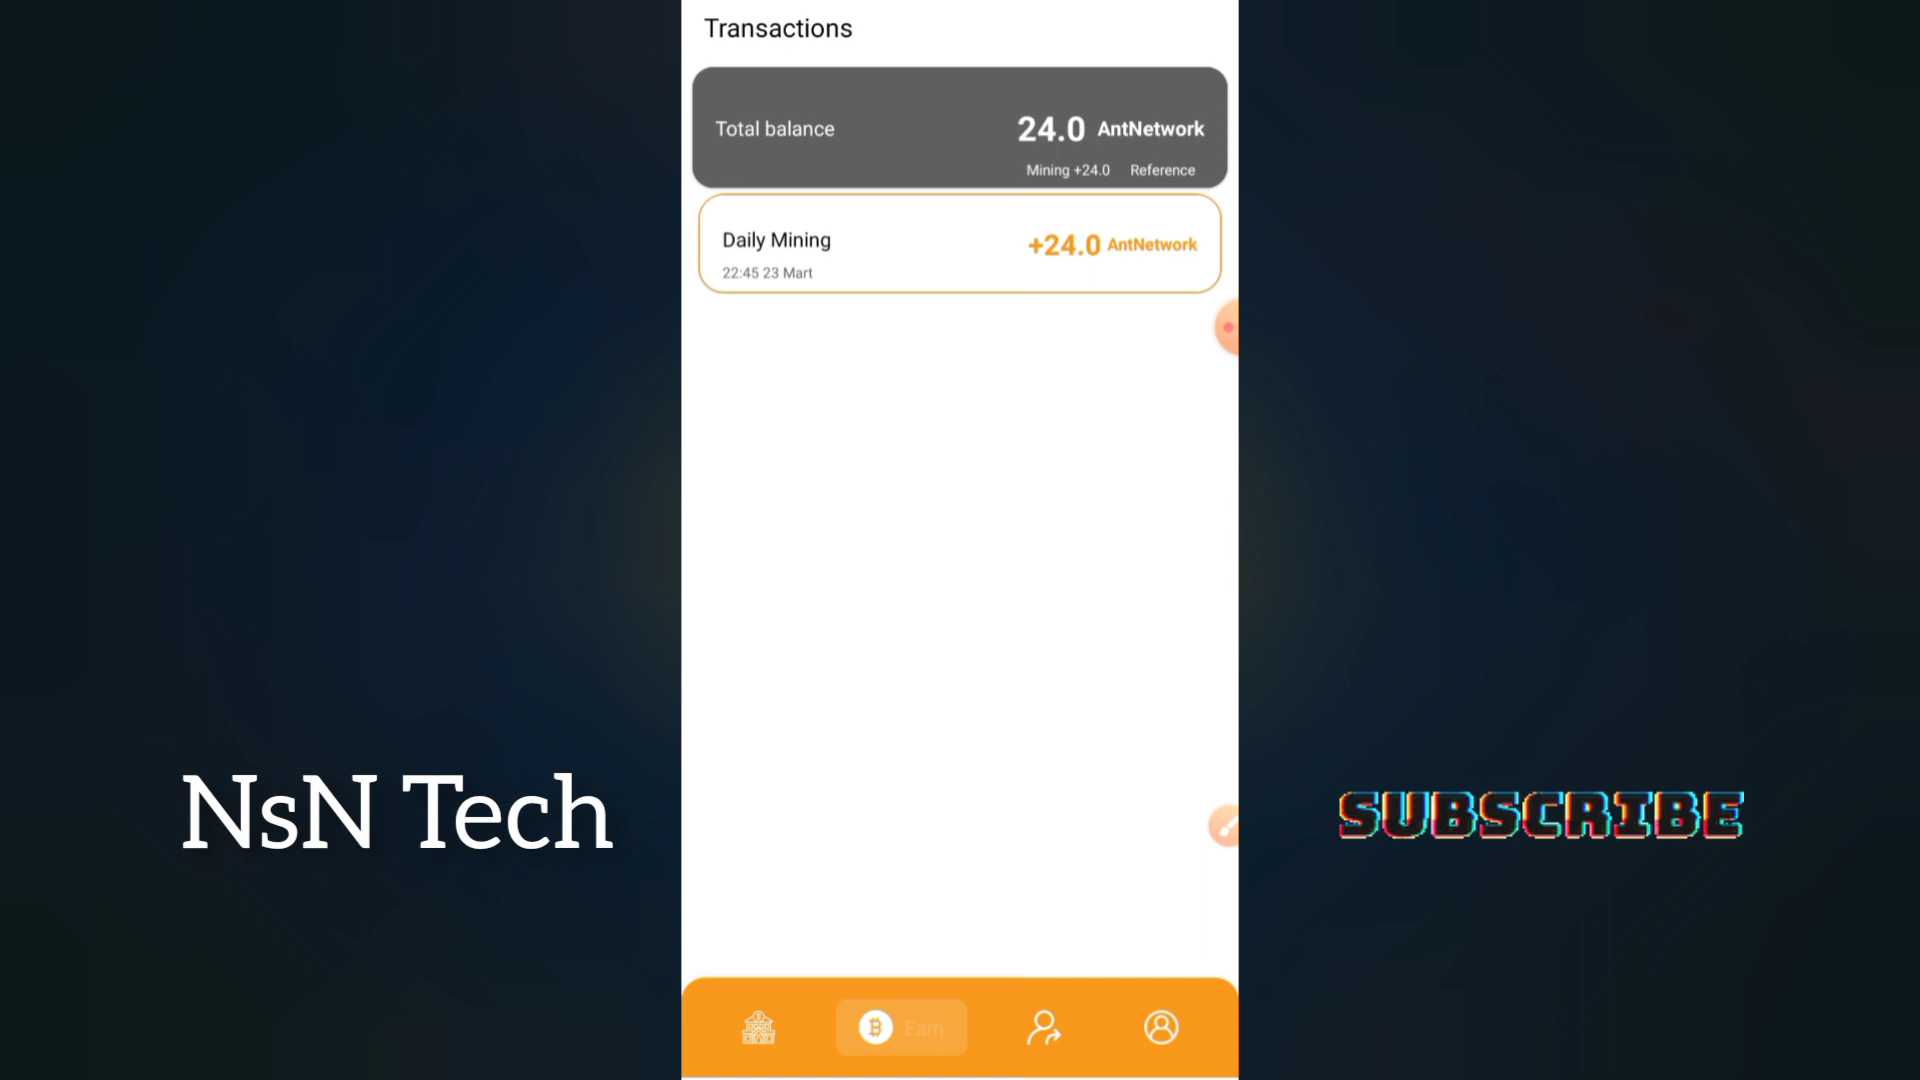 Transactions
Total balance
24.0 AntNetwork
Mining +24.0 Reference
Daily Mining
+24.0 AntNetwork
22:45 23 Mart
NsN Tech
SUBSCRIBE
Earn